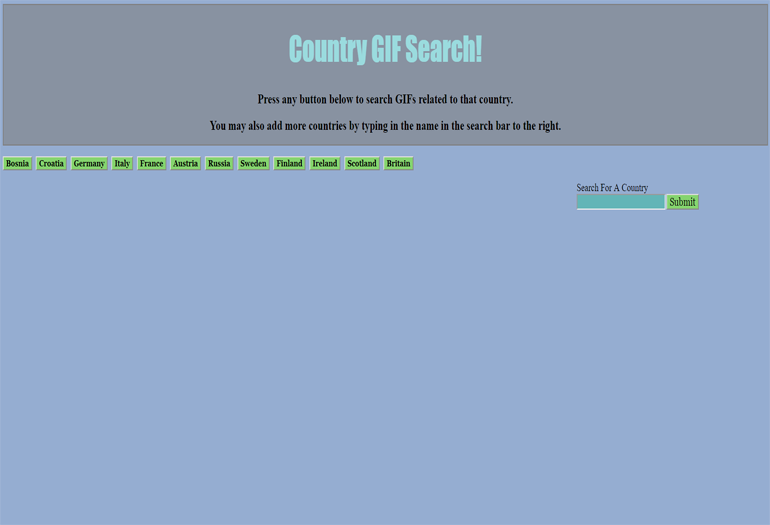 Country GIF Search!
Press any button below to search GIFs related to that country.
You may also add more countries by typing in the name in the search bar to the right.
Bosnia Croatia Germany Italy France Austria Russia Sweden Finland Ireland Scotland Britain
Search For A Country
Submit